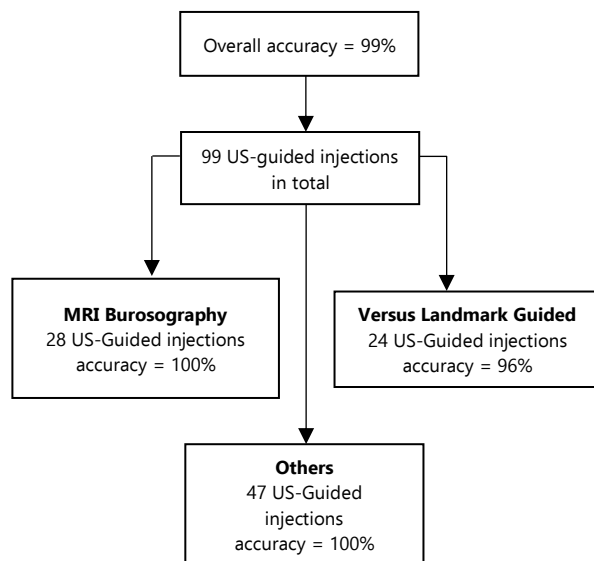 Overall accuracy = 99%
99 US-guided injections
in total
MRI Burosography
28 US-Guided injections
accuracy = 100%
Versus Landmark Guided
24 US-Guided injections
accuracy = 96%
Others
47 US-Guided
injections
accuracy = 100%